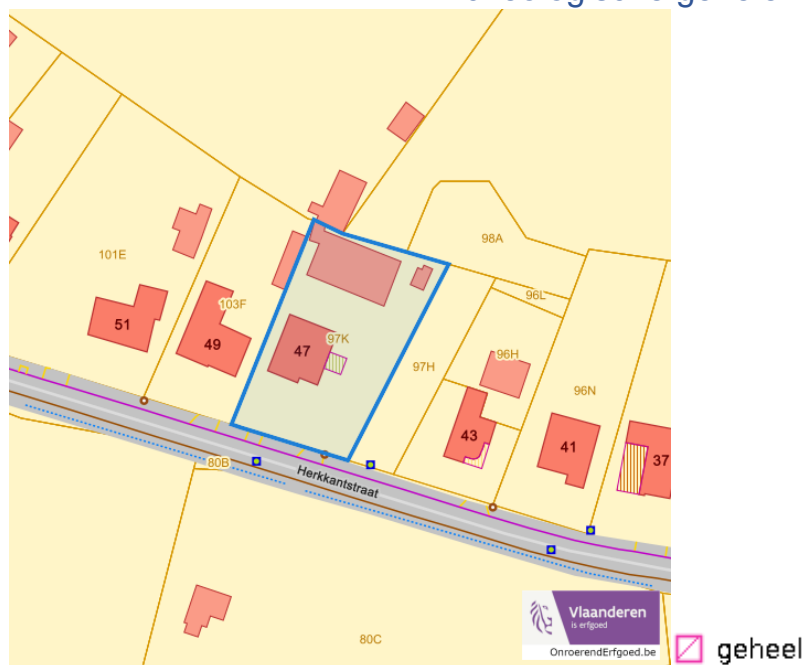 98A
101E
103F
96L
51
49
47
97K
97H
96H
96N
43
41
37
80B
Herkkantstraat
80C
Vlaanderen
is erfgoed
OnroerendErfgoed.be
geheel